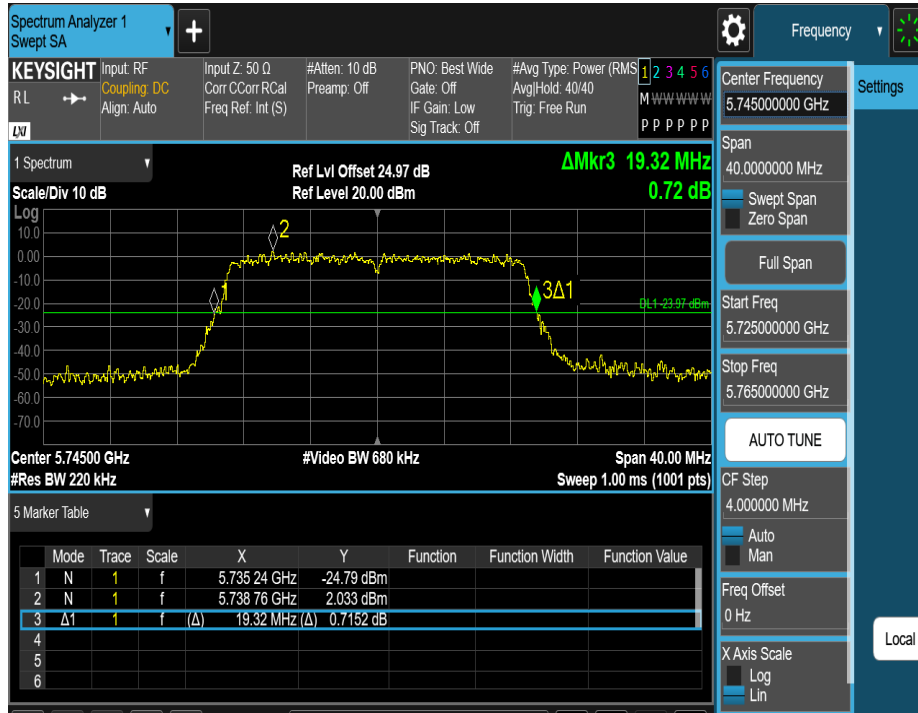 Spectrum Analyzer 1
Swept SA
+
Frequency
KEYSIGHT
R L
LXI
Input: RF
Coupling: DC
Align: Auto
Input Z: 50 Ω
Corr CCorr RCal
Freq Ref: Int (S)
#Atten: 10 dB
Preamp: Off
PNO: Best Wide
Gate: Off
IF Gain: Low
Sig Track: Off
#Avg Type: Power (RMS
Avg|Hold: 40/40
Trig: Free Run
1 2 3 4 5 6
M W W W W W
P P P P P P
Center Frequency
5.745000000 GHz
Settings
Span
40.0000000 MHz
Swept Span
Zero Span
Full Span
Start Freq
5.725000000 GHz
Stop Freq
5.765000000 GHz
AUTO TUNE
CF Step
4.000000 MHz
Auto
Man
Freq Offset
0 Hz
X Axis Scale
Log
Lin
Local
1 Spectrum
Scale/Div 10 dB
Ref Lvl Offset 24.97 dB
Ref Level 20.00 dBm
ΔMkr3 19.32 MHz
0.72 dB
Log
10.0
0.00
-10.0
-20.0
-30.0
-40.0
-50.0
-60.0
-70.0
2
1
3Δ1
DL1 -23.97 dBm
Center 5.74500 GHz
#Video BW 680 kHz
Span 40.00 MHz
#Res BW 220 kHz
Sweep 1.00 ms (1001 pts)
5 Marker Table
Mode Trace Scale X Y Function Function Width Function Value
1 N 1 f 5.735 24 GHz -24.79 dBm
2 N 1 f 5.738 76 GHz 2.033 dBm
3 Δ1 1 f (Δ) 19.32 MHz (Δ) 0.7152 dB
4
5
6